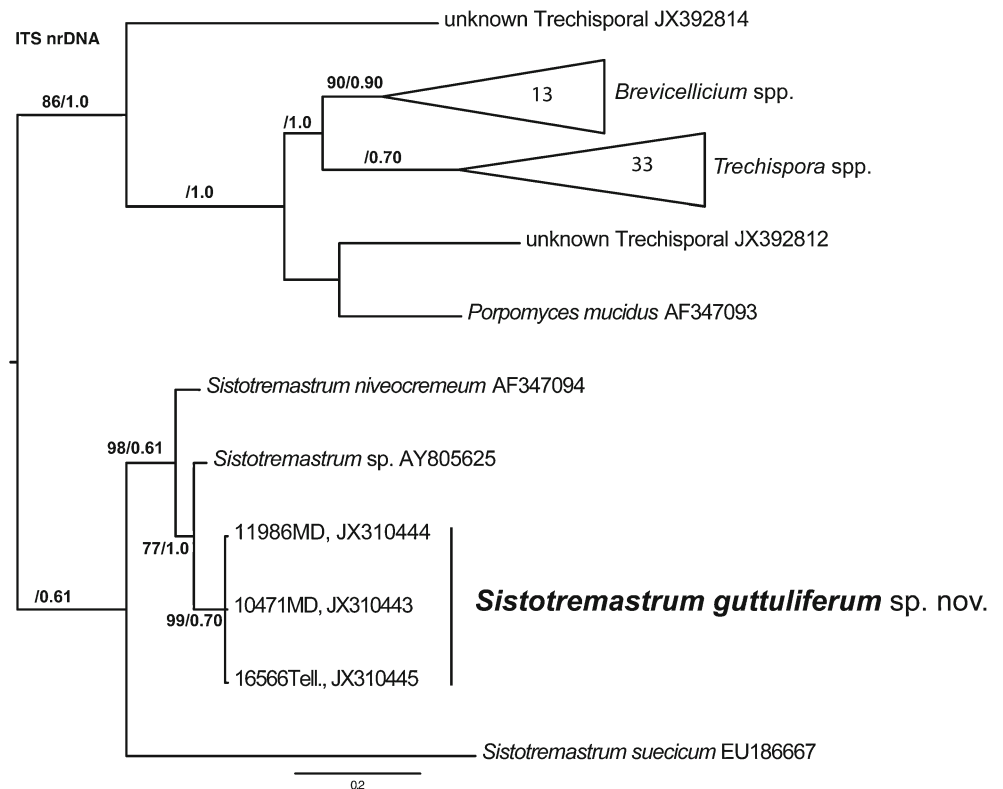 unknown Trechisporal JX392814
ITS nrDNA
90/0.90
13
Brevicellicium spp.
86/1.0
/1.0
/0.70
33
Trechispora spp.
/1.0
unknown Trechisporal JX392812
Porpomyces mucidus AF347093
Sistotremastrum niveocremeum AF347094
98/0.61
Sistotremastrum sp. AY805625
11986MD, JX310444
77/1.0
/0.61
10471MD, JX310443
Sistotremastrum guttuliferum sp. nov.
99/0.70
16566Tell., JX310445
Sistotremastrum suecicum EU186667
0.2